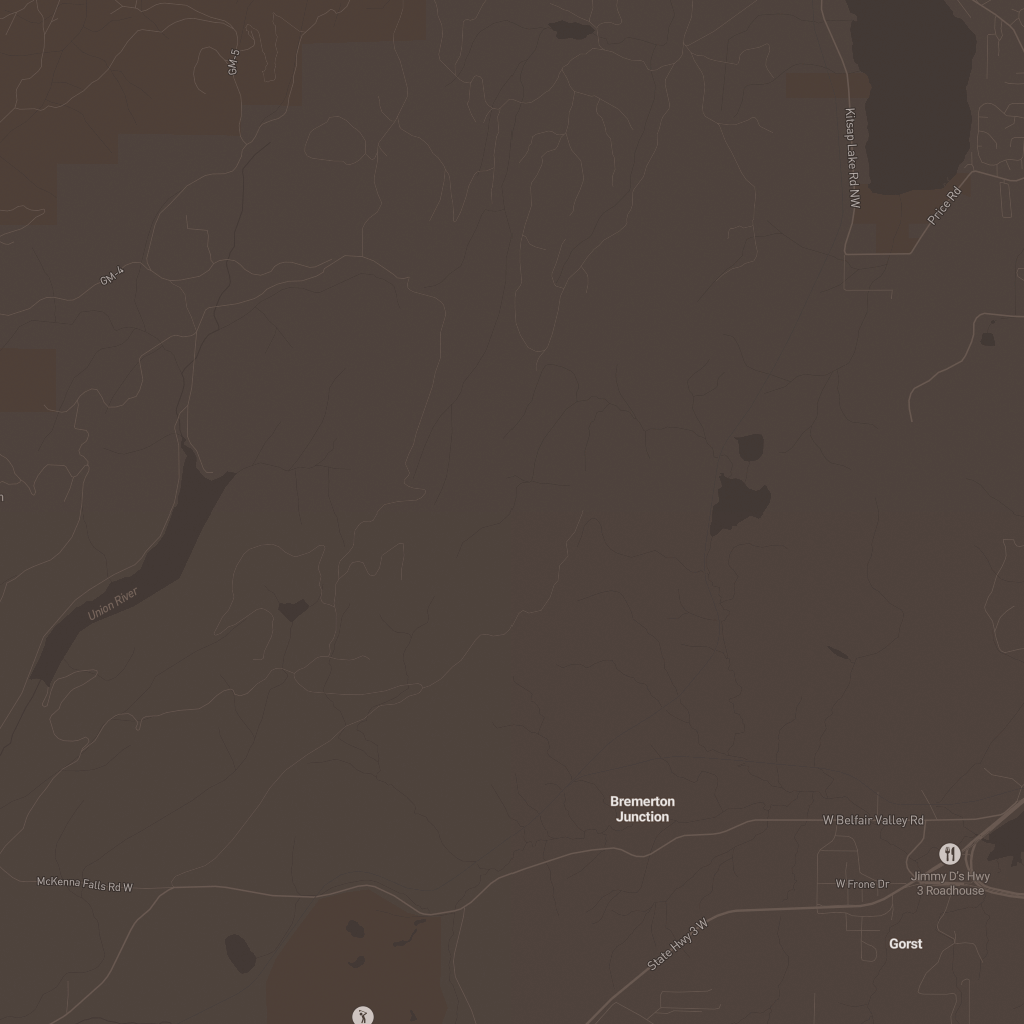 GM-5
Kitsap Lake Rd NW
Price Rd
GM-4
Union River
Bremerton
Junction
W Belfair Valley Rd
Jimmy D's Hwy
3 Roadhouse
McKenna Falls Rd W
W Frone Dr
State Hwy 3 W
Gorst